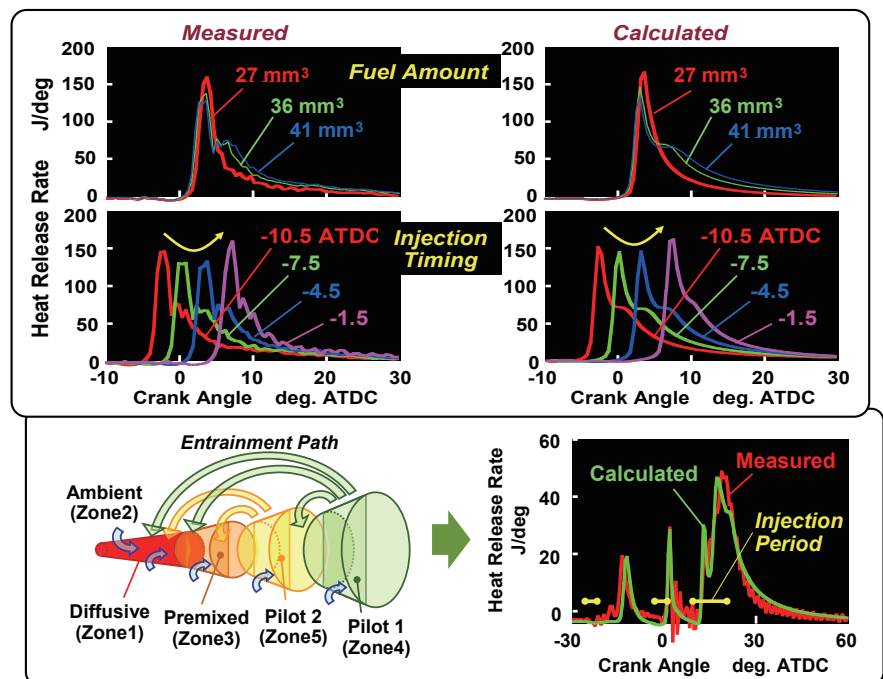 Measured
Calculated
Fuel Amount
Heat Release Rate J/deg
200
150
100
50
0
27 mm³
36 mm³
41 mm³
200
150
100
50
0
27 mm³
36 mm³
41 mm³
Injection
Timing
200
150
100
50
0
-10.5 ATDC
-7.5
-4.5
-1.5
-10
0
10
20
30
Crank Angle deg. ATDC
200
150
100
50
0
-10.5 ATDC
-7.5
-4.5
-1.5
-10
0
10
20
30
Crank Angle deg. ATDC
Entrainment Path
Ambient
(Zone2)
Diffusive
(Zone1)
Premixed
(Zone3)
Pilot 2
(Zone5)
Pilot 1
(Zone4)
Heat Release Rate
J/deg
60
40
20
0
Calculated
Measured
Injection
Period
-30
0
30
60
Crank Angle deg. ATDC